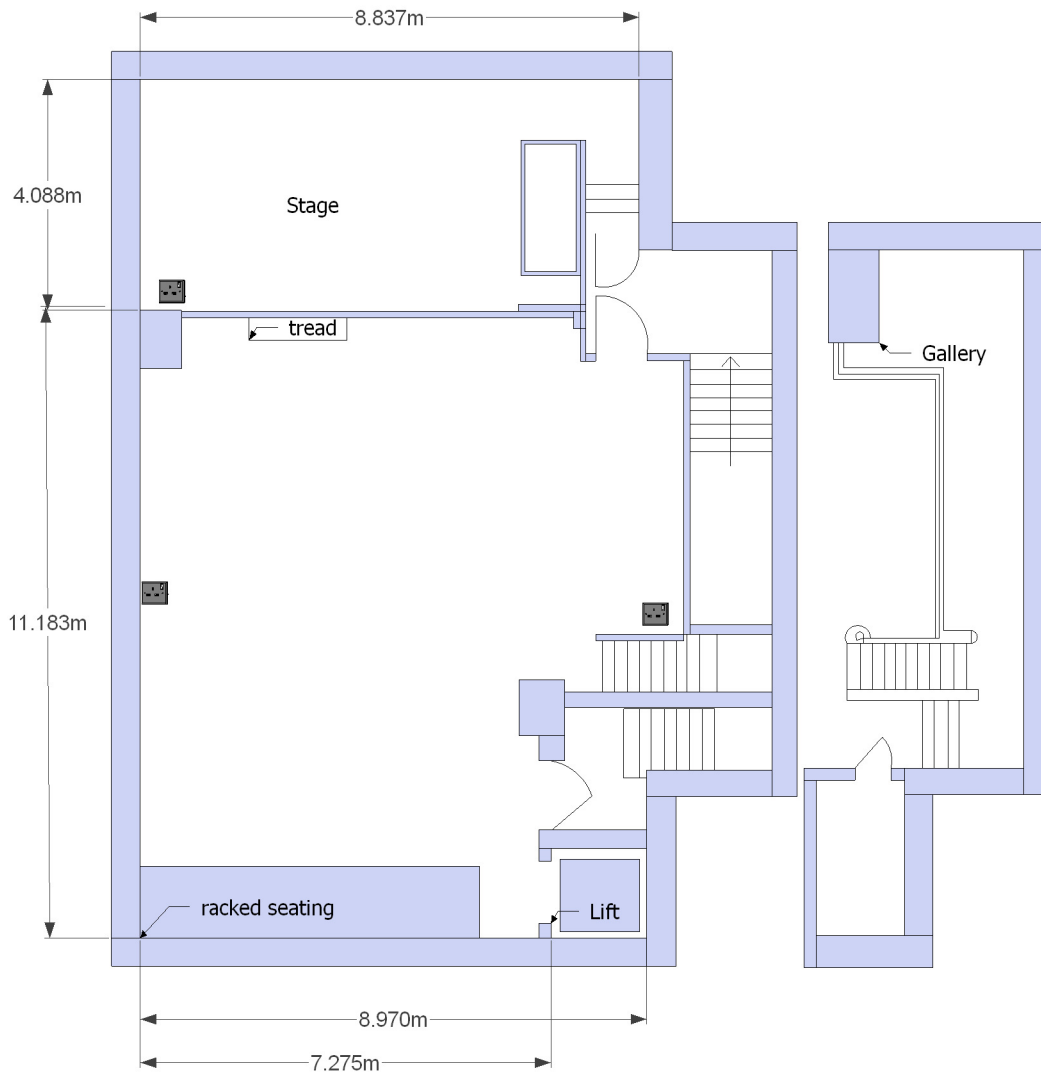 8.837m
4.088m
Stage
tread
Gallery
11.183m
racked seating
Lift
8.970m
7.275m